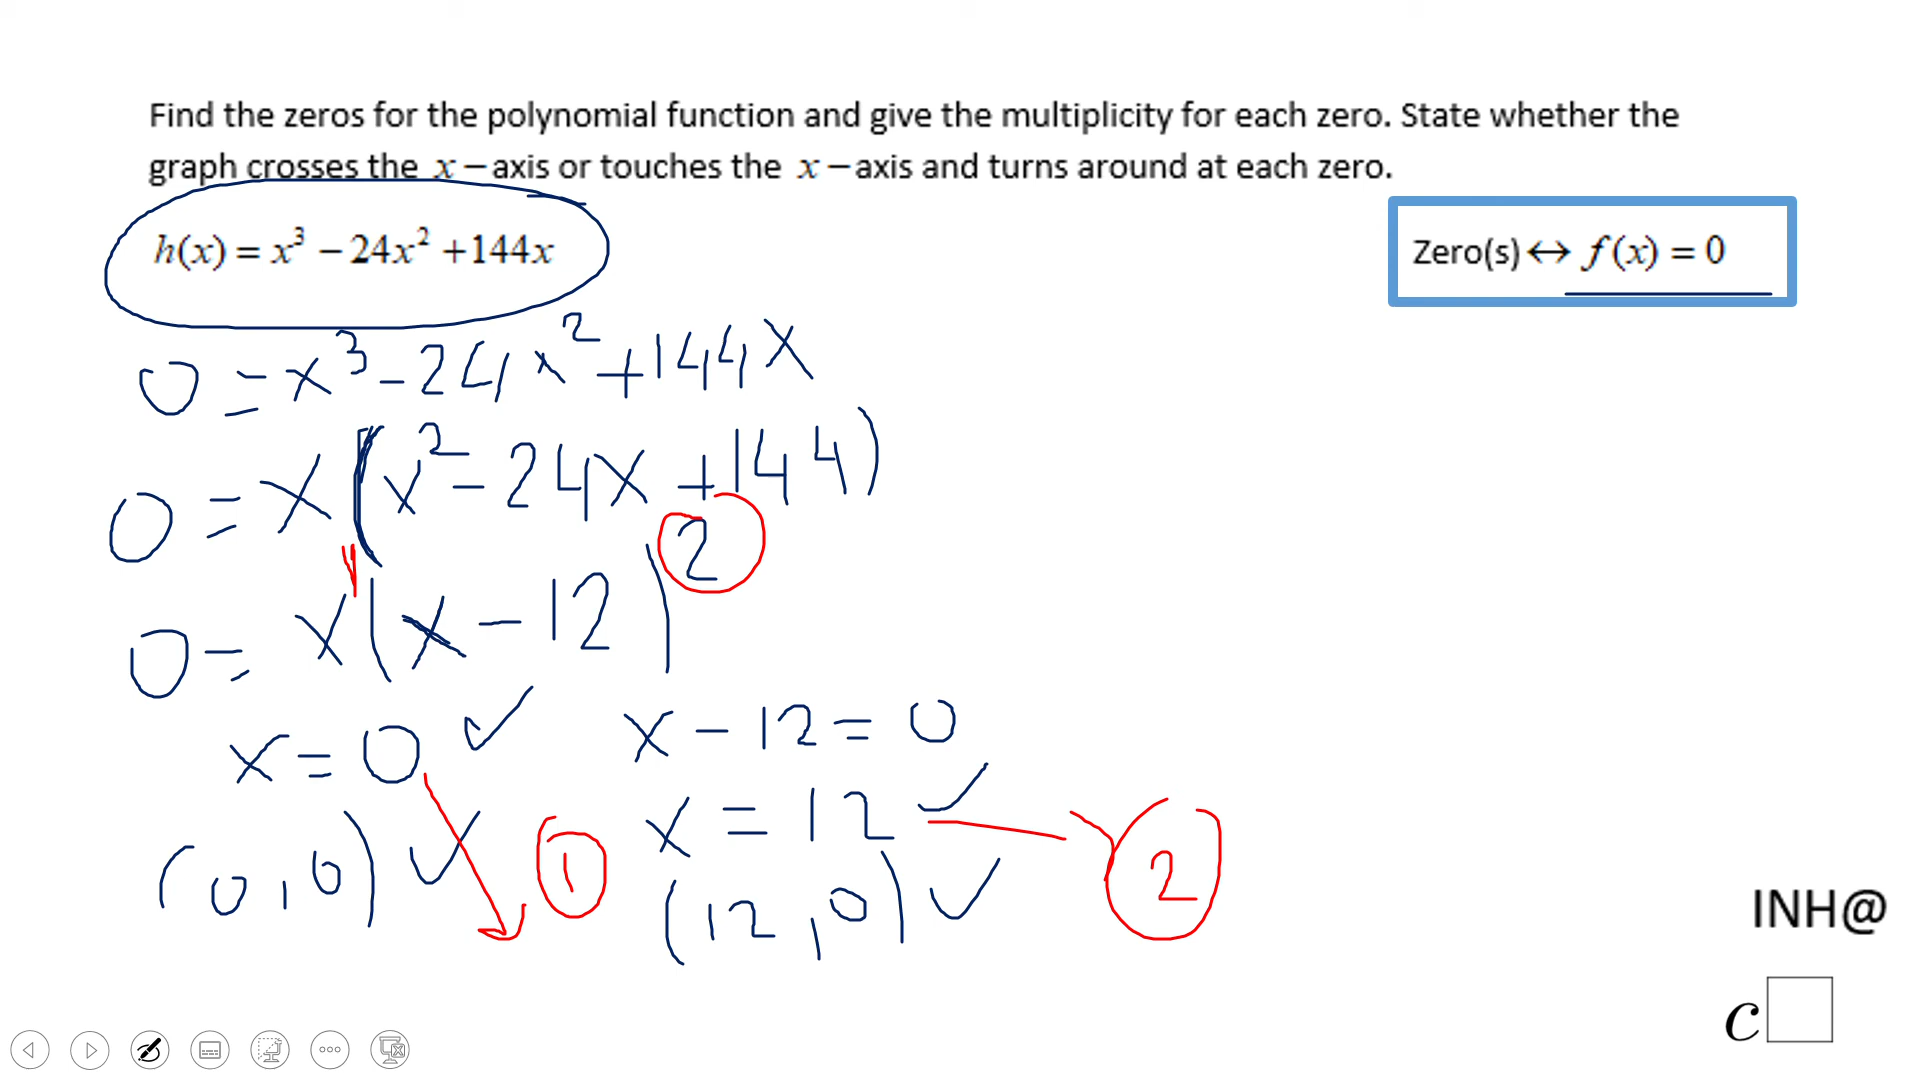 Find the zeros for the polynomial function and give the multiplicity for each zero. State whether the
graph crosses the x – axis or touches the x – axis and turns around at each zero.
h(x) = x³ – 24x² + 144x
Zero(s) ↔ f(x) = 0
0 = x³ - 24x² + 144x
0 = x(x² - 24x + 144)
0 = x¹(x - 12)²
x = 0 ✓
x - 12 = 0
x = 12 ✓
(0,0) ✓
1
(12,0) ✓
2
INH@
c